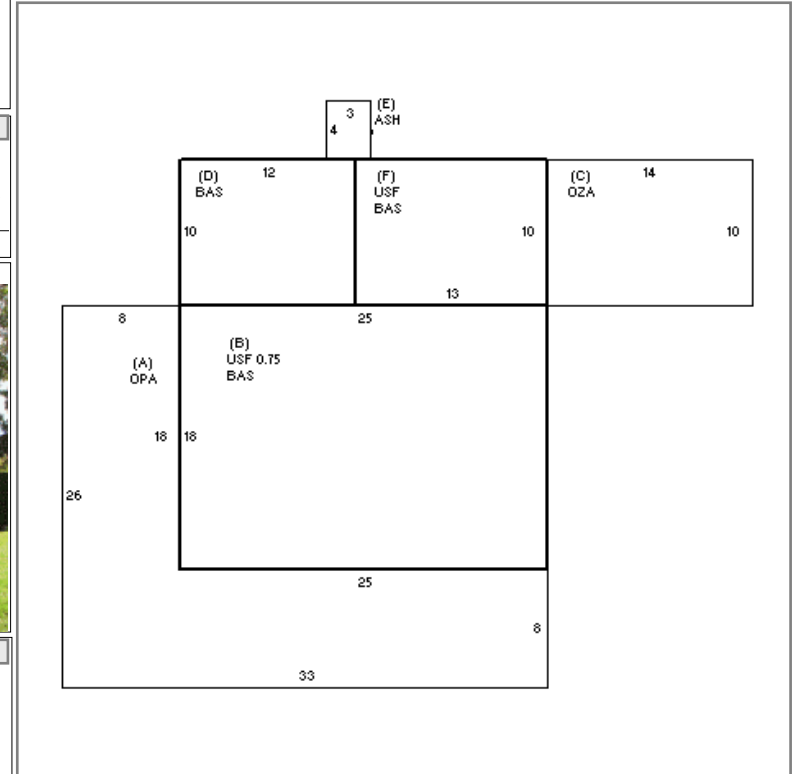 3
(E)
ASH
4
(D)
BAS
12
(F)
USF
BAS
(C)
OZA
14
10
10
10
13
8
25
(B)
USF 0.75
BAS
(A)
OPA
18
18
26
25
8
33